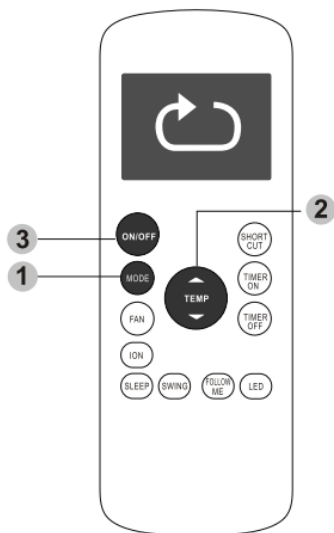 2
3
ON/OFF
SHORT
CUT
1
MODE
TEMP
TIMER
ON
FAN
TIMER
OFF
ION
SLEEP
SWING
FOLLOW
ME
LED